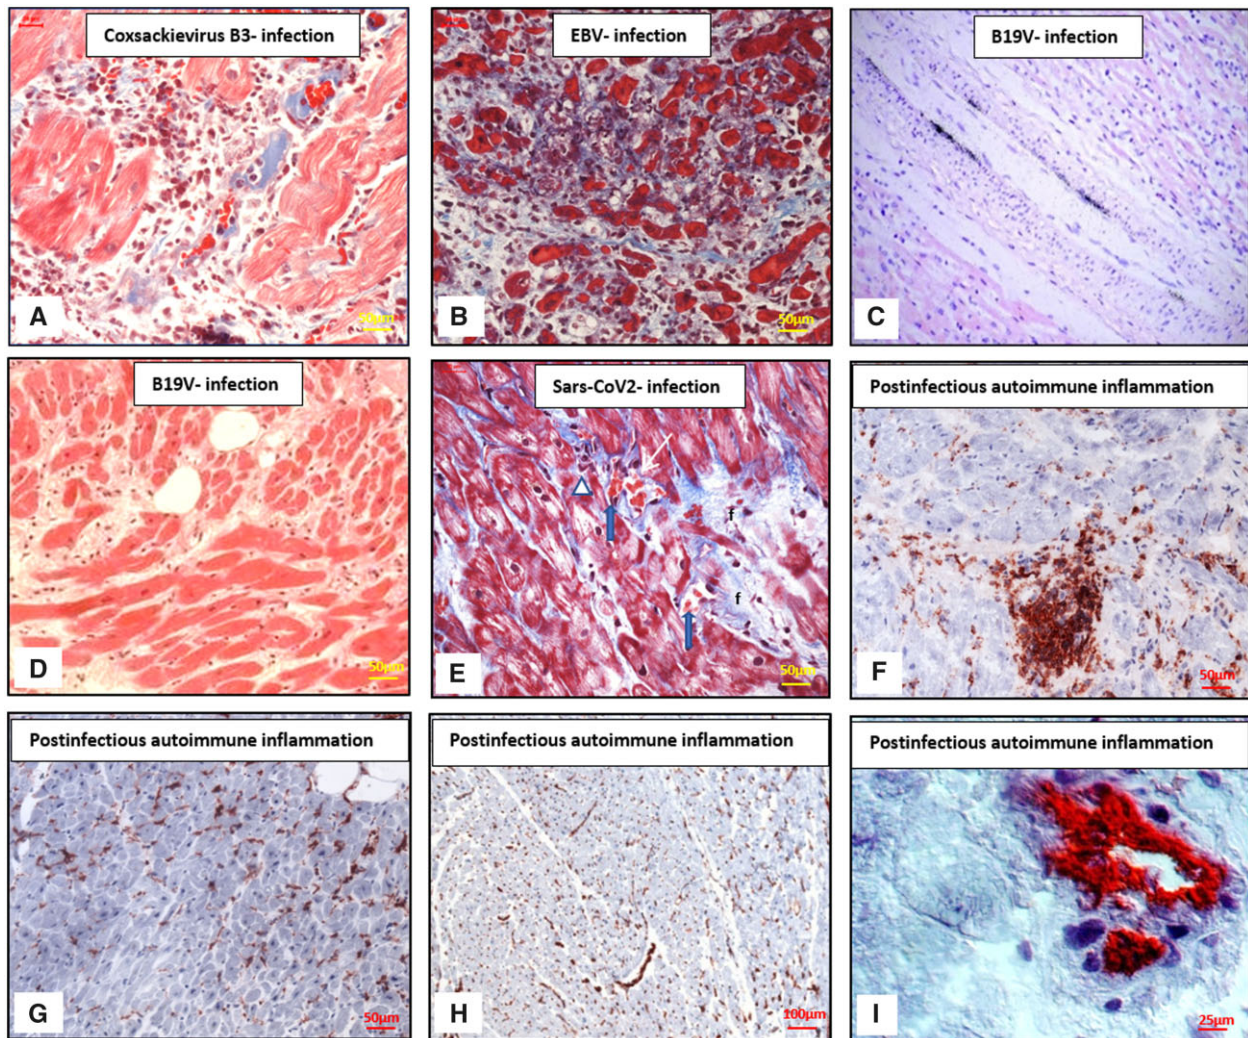 Coxsackievirus B3- infection
A
50µm
EBV- infection
B
50µm
B19V- infection
C
B19V- infection
D
50µm
Sars-CoV2- infection
f
f
E
50µm
Postinfectious autoimmune inflammation
F
50µm
Postinfectious autoimmune inflammation
G
50µm
Postinfectious autoimmune inflammation
H
100µm
Postinfectious autoimmune inflammation
I
25µm